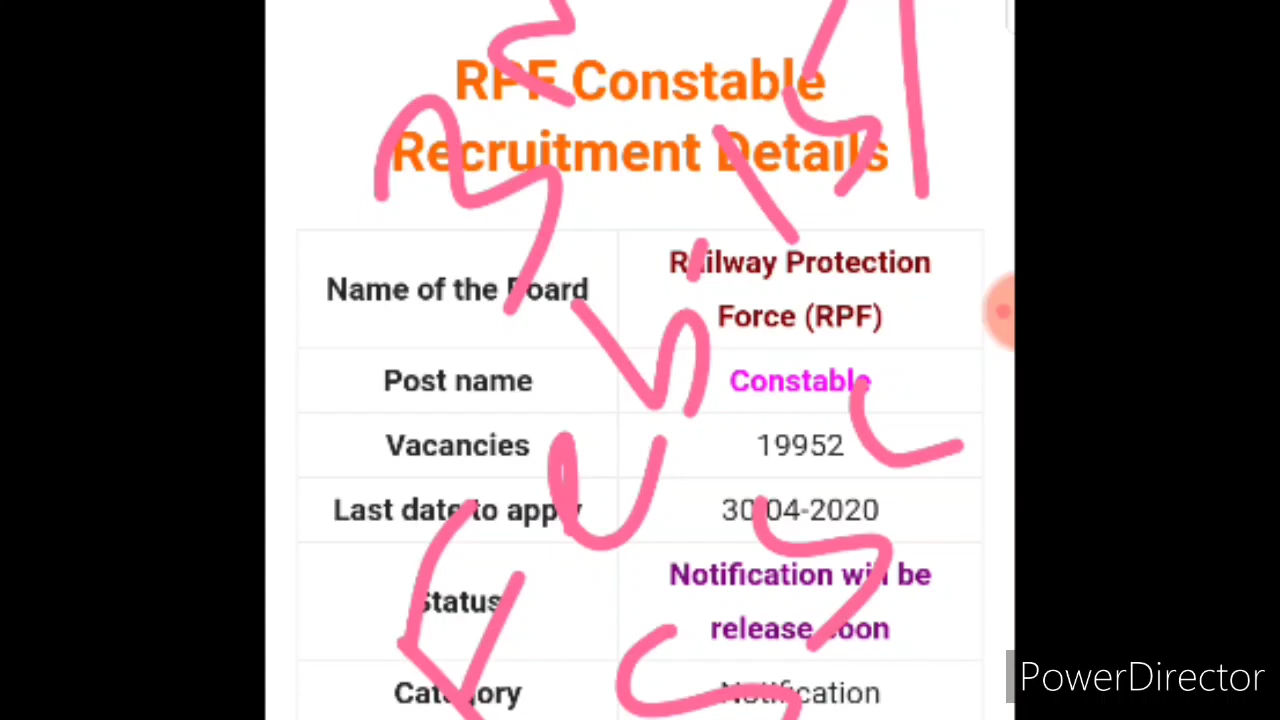 RPF Constable
Recruitment Details
Name of the Board
Railway Protection
Force (RPF)
Post name
Constable
Vacancies
19952
Last date to apply
30-04-2020
Status
Notification will be
release soon
Category
Notification
PowerDirector